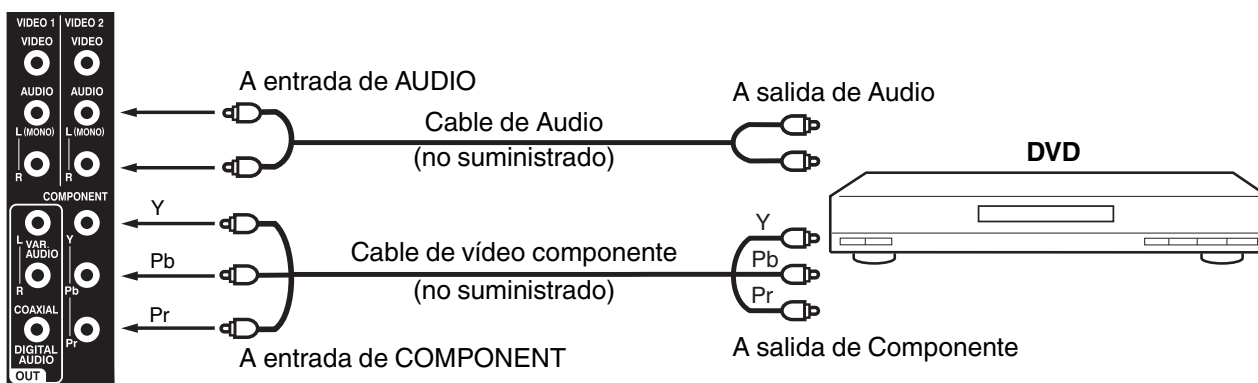 VIDEO 1 VIDEO 2
VIDEO VIDEO
AUDIO AUDIO
L (MONO) L (MONO)
R R
COMPONENT
L Y
VAR.
AUDIO
R Pb
COAXIAL
Pr
DIGITAL
AUDIO
OUT
A entrada de AUDIO
Cable de Audio
(no suministrado)
A salida de Audio
DVD
Y
Pb
Pr
Cable de vídeo componente
(no suministrado)
Y
Pb
Pr
A entrada de COMPONENT
A salida de Componente